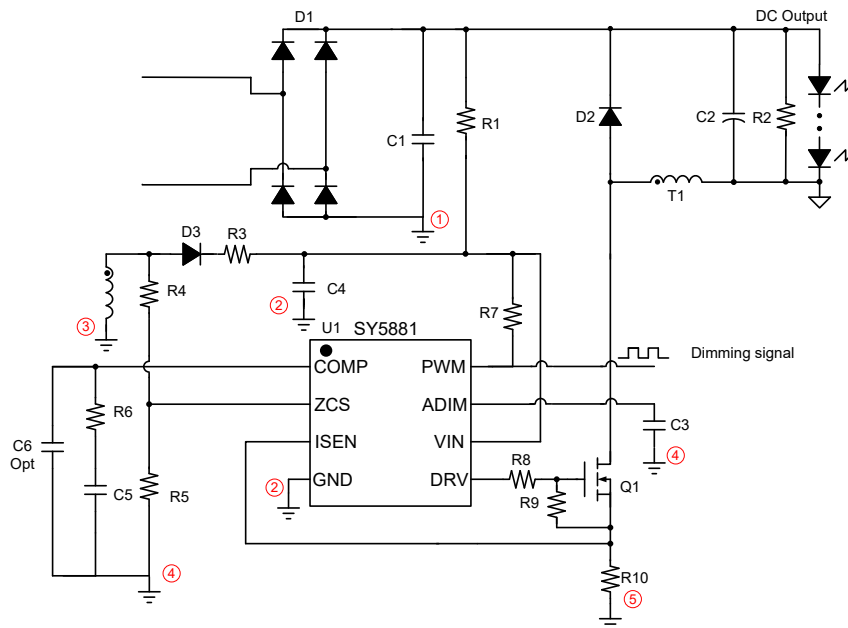 D1
DC Output
C1
R1
D2
C2
R2
T1
①
D3
R3
R4
C4
②
③
R7
U1 SY5881
COMP
PWM
Dimming signal
ZCS
ADIM
ISEN
VIN
GND
DRV
②
C3
④
C6
Opt
R6
C5
R5
④
R8
R9
Q1
R10
⑤